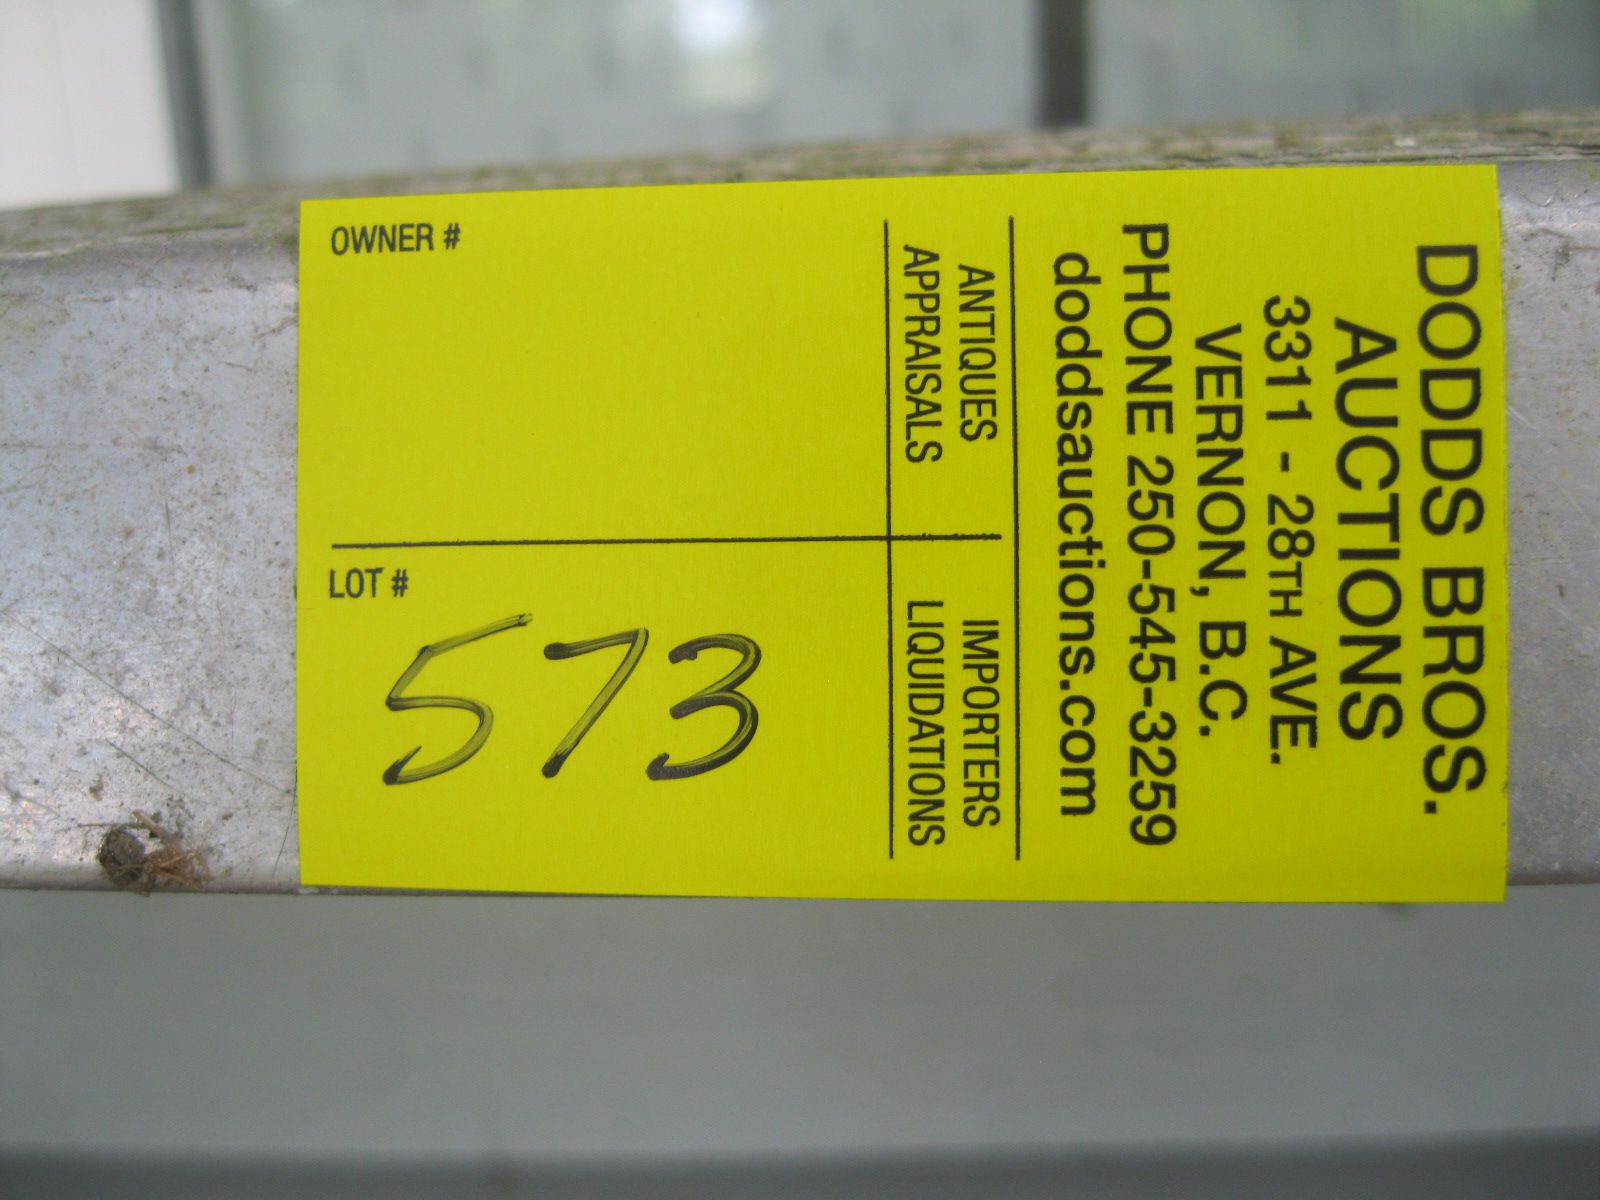 DODDS BROS.
AUCTIONS
3311 - 28TH AVE.
VERNON, B.C.
PHONE 250-545-3259
doddsauctions.com
ANTIQUES
APPRAISALS
IMPORTERS
LIQUIDATIONS
OWNER #
LOT #
573